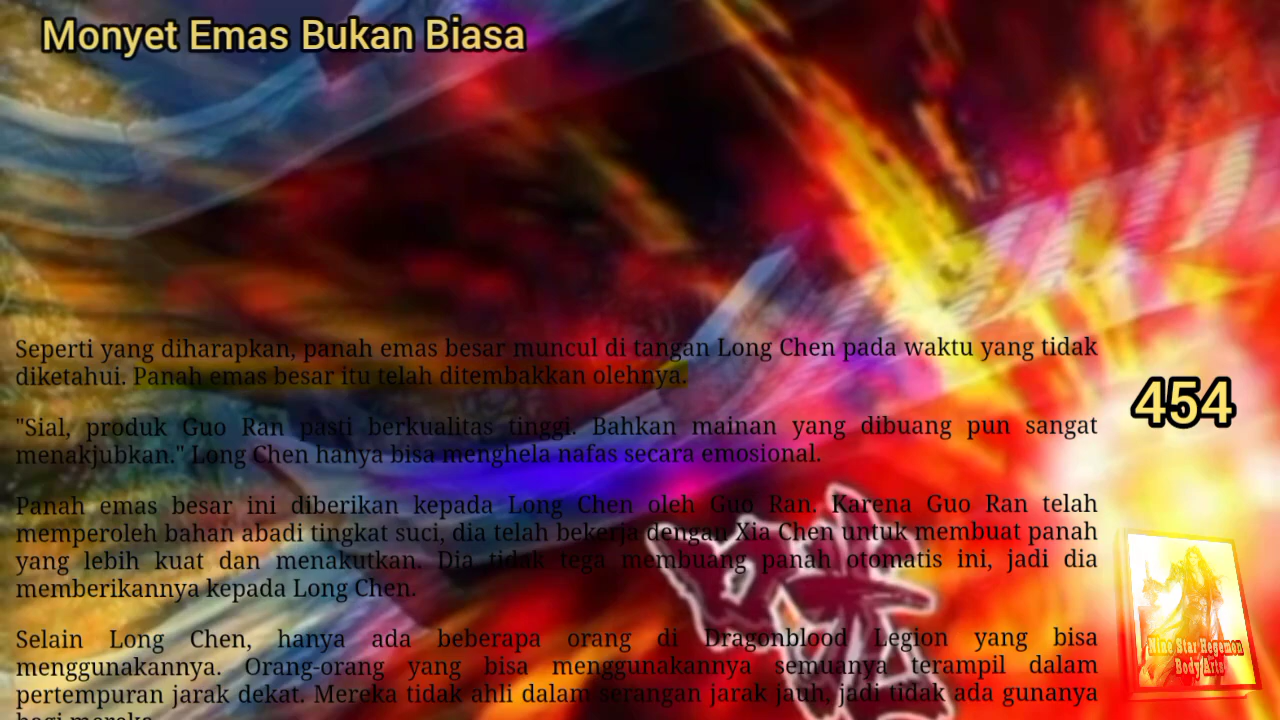 Monyet Emas Bukan Biasa
Seperti yang diharapkan, panah emas besar muncul di tangan Long Chen pada waktu yang tidak
diketahui. Panah emas besar itu telah ditembakkan olehnya.
"Sial, produk Guo Ran pasti berkualitas tinggi. Bahkan mainan yang dibuang pun sangat
menakjubkan." Long Chen hanya bisa menghela nafas secara emosional.
Panah emas besar ini diberikan kepada Long Chen oleh Guo Ran. Karena Guo Ran telah
memperoleh bahan abadi tingkat suci, dia telah bekerja dengan Xia Chen untuk membuat panah
yang lebih kuat dan menakutkan. Dia tidak tega membuang panah otomatis ini, jadi dia
memberikannya kepada Long Chen.
Selain Long Chen, hanya ada beberapa orang di Dragonblood Legion yang bisa
menggunakannya. Orang-orang yang bisa menggunakannya semuanya terampil dalam
pertempuran jarak dekat. Mereka tidak ahli dalam serangan jarak jauh, jadi tidak ada gunanya
bagi mereka.
454
Nine Star Hegemon
Body Arts